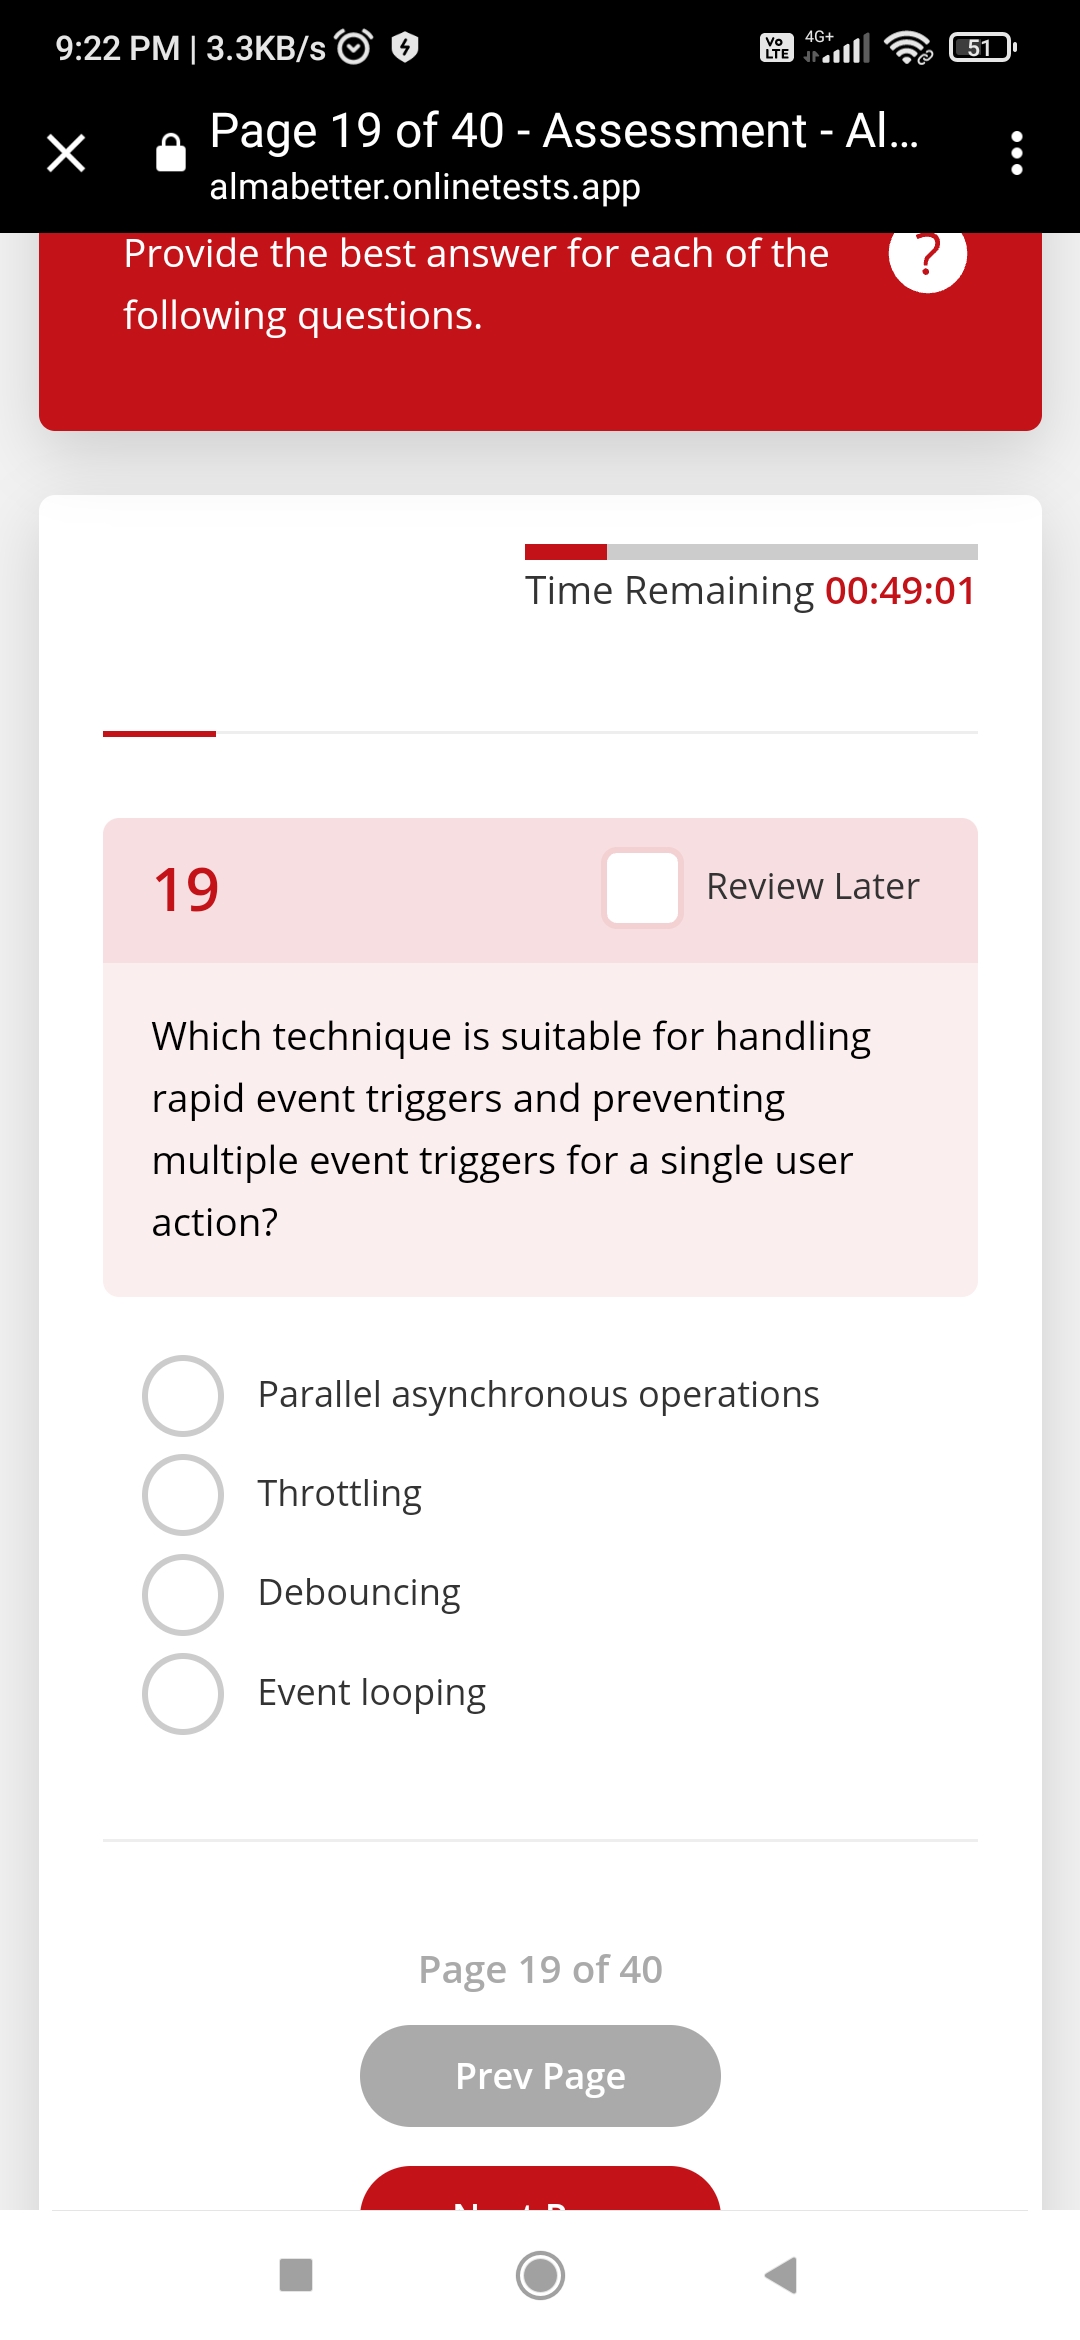 9:22 PM | 3.3KB/s
Vo LTE
4G+
51
Page 19 of 40 - Assessment - Al...
almabetter.onlinetests.app
Provide the best answer for each of the
following questions.
?
Time Remaining 00:49:01
19
Review Later
Which technique is suitable for handling
rapid event triggers and preventing
multiple event triggers for a single user
action?
Parallel asynchronous operations
Throttling
Debouncing
Event looping
Page 19 of 40
Prev Page